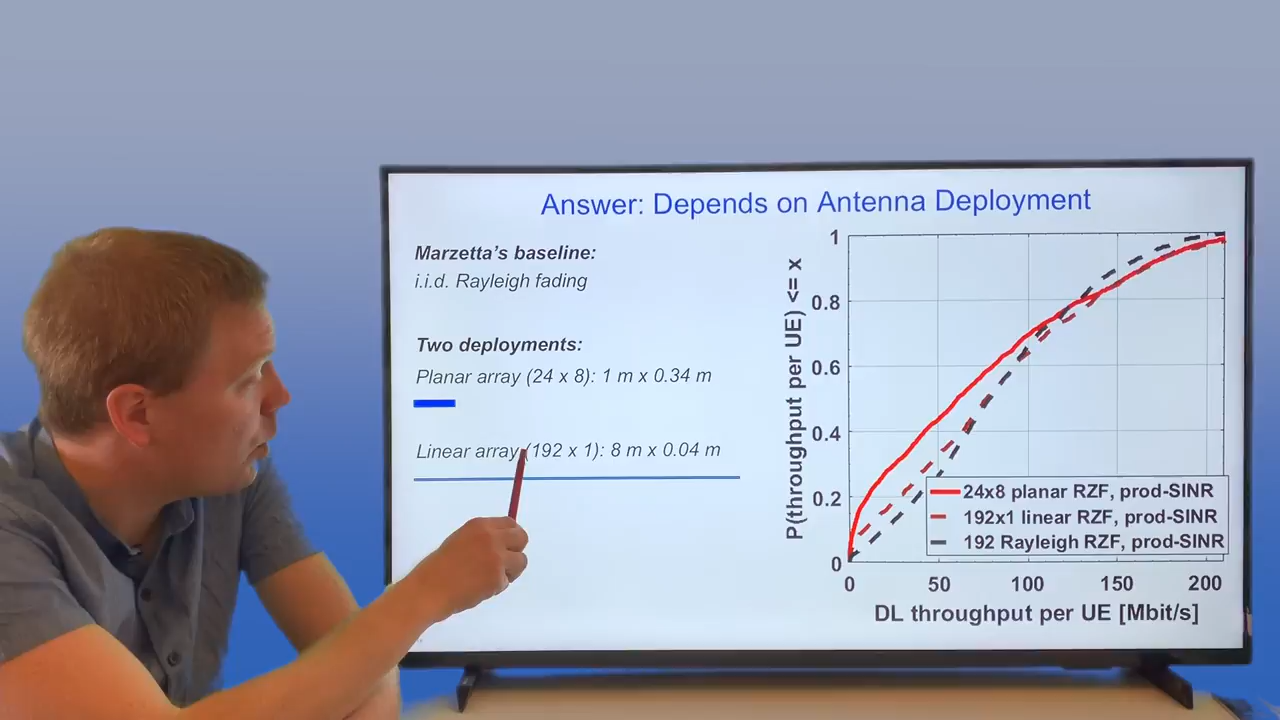 Answer: Depends on Antenna Deployment
Marzetta's baseline:
i.i.d. Rayleigh fading
Two deployments:
Planar array (24 x 8): 1 m x 0.34 m
Linear array (192 x 1): 8 m x 0.04 m
P(throughput per UE) <= x
1
0.8
0.6
0.4
0.2
0
24x8 planar RZF, prod-SINR
192x1 linear RZF, prod-SINR
192 Rayleigh RZF, prod-SINR
0 50 100 150 200
DL throughput per UE [Mbit/s]